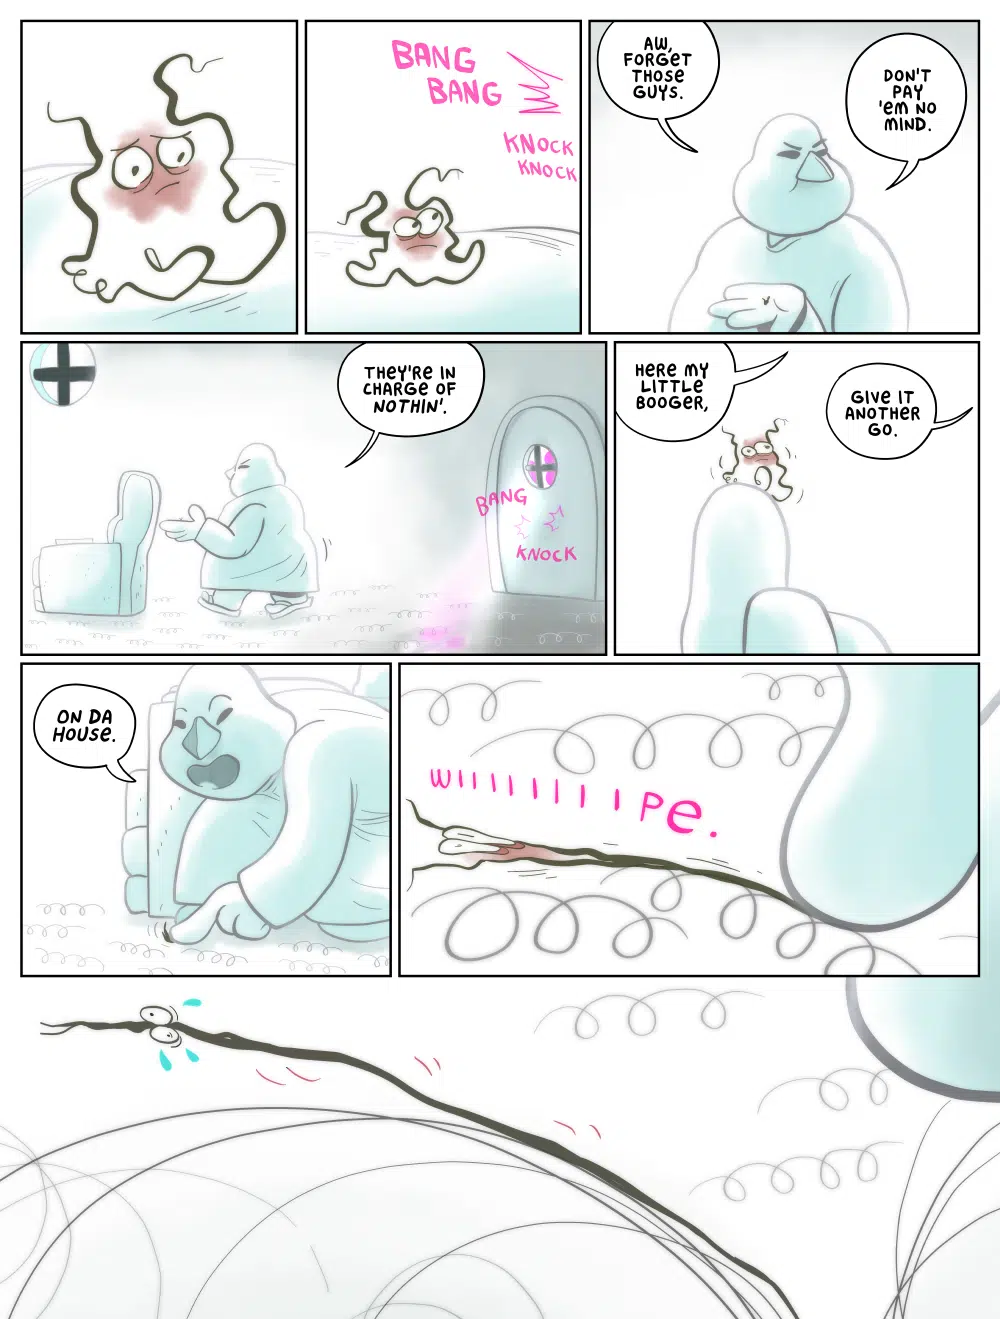 BANG
BANG
KNOCK
KNOCK
AW,
FORGET
THOSE
GUYS.
DON'T
PAY
'EM NO
MIND.
THEY'RE IN
CHARGE OF
NOTHIN'.
BANG
KNOCK
HERE MY
LITTLE
BOOGER,
GIVE IT
ANOTHER
GO.
ON DA
HOUSE.
WIIIIIIIIPE.